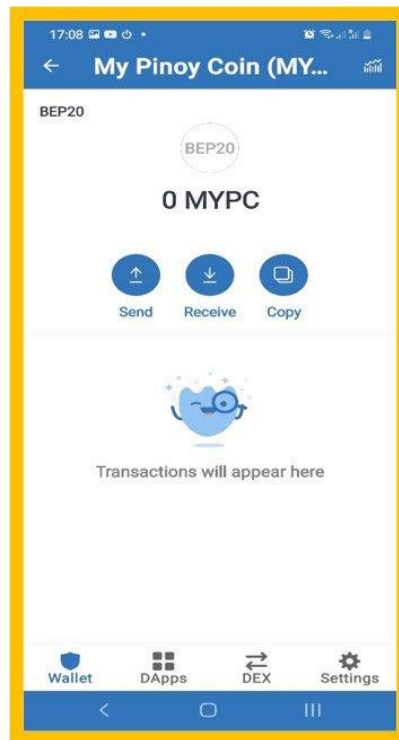 17:08
My Pinoy Coin (MY...
BEP20
BEP20
0 MYPC
Send Receive Copy
Transactions will appear here
Wallet DApps DEX Settings